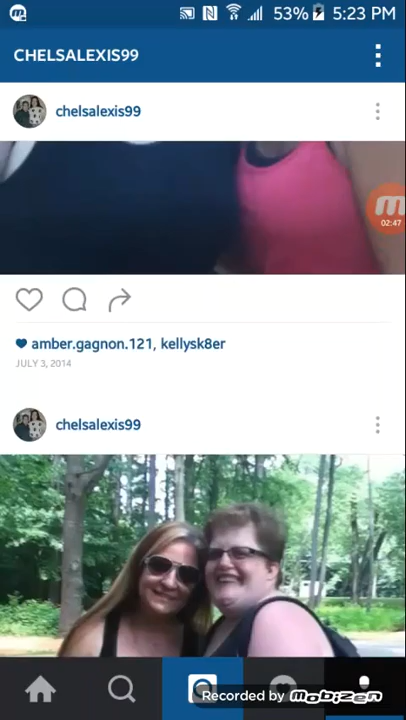 53% 5:23 PM
CHELSALEXIS99
chelsalexis99
02:47
amber.gagnon.121, kellysk8er
JULY 3, 2014
chelsalexis99
Recorded by Mobizen